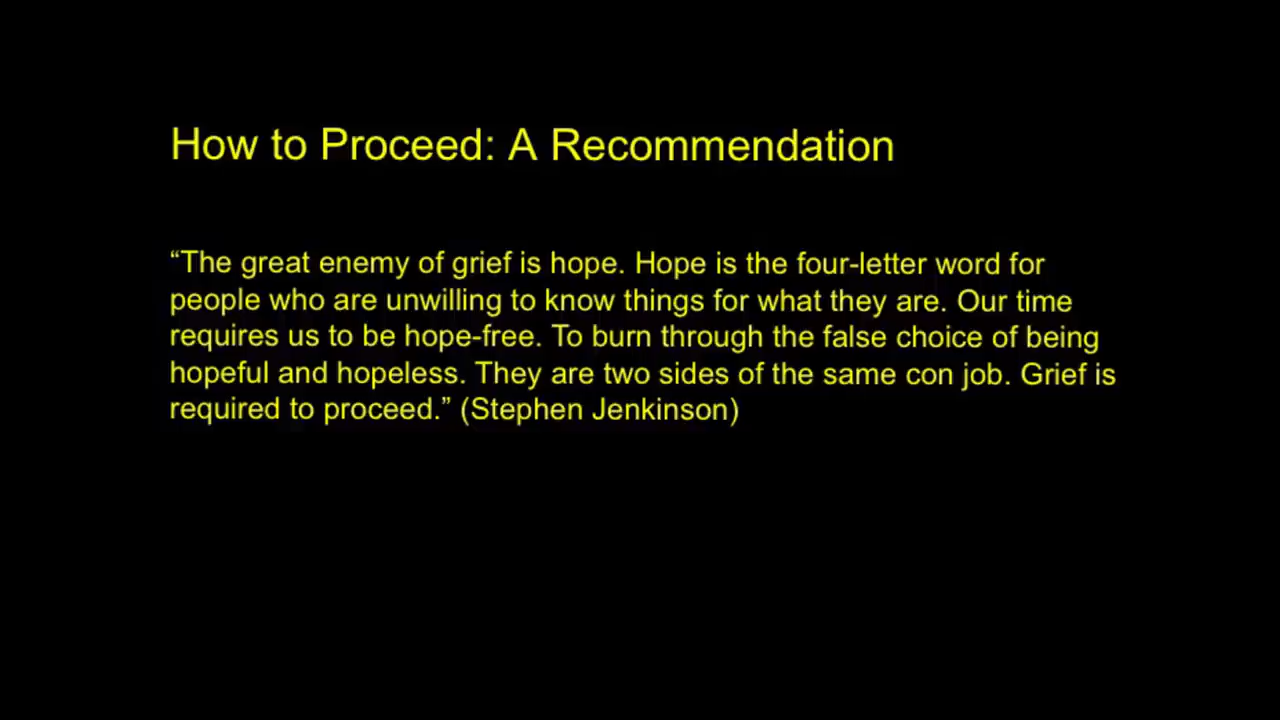 How to Proceed: A Recommendation
“The great enemy of grief is hope. Hope is the four-letter word for
people who are unwilling to know things for what they are. Our time
requires us to be hope-free. To burn through the false choice of being
hopeful and hopeless. They are two sides of the same con job. Grief is
required to proceed.” (Stephen Jenkinson)